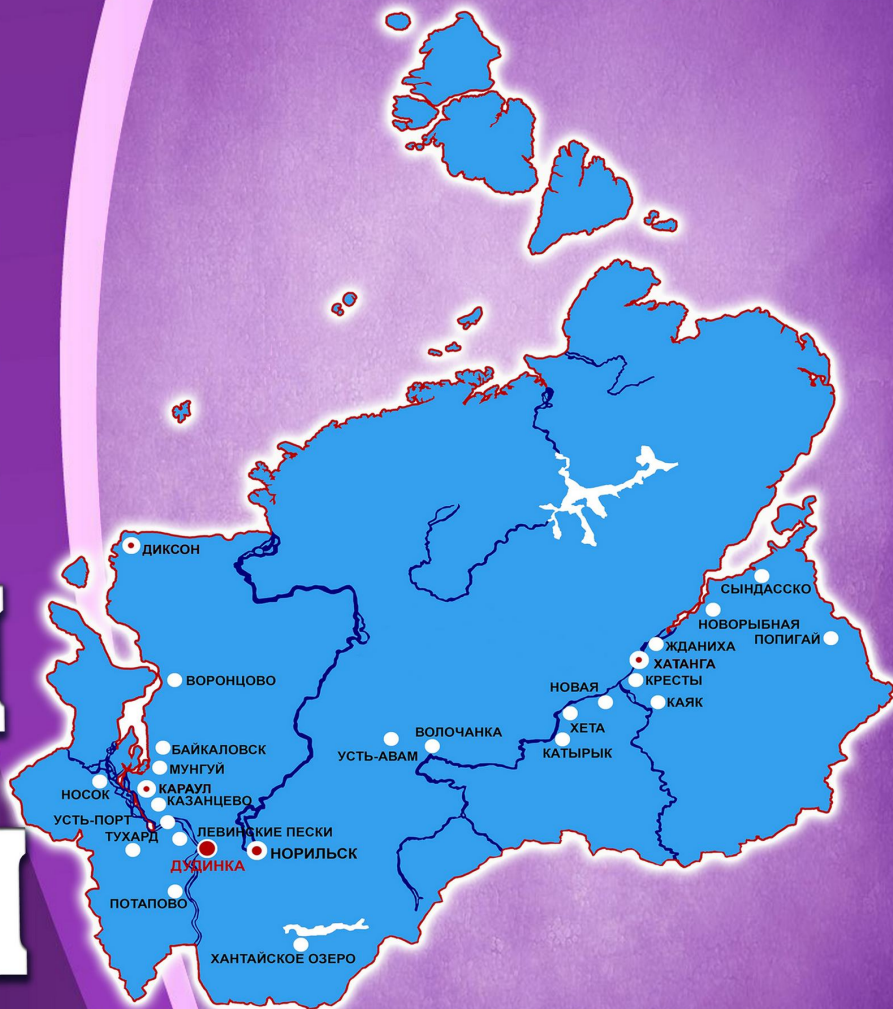 ДИКСОН
СЫНДАССКО
НОВОРЫБНАЯ
ПОПИГАЙ
ЖДАНИХА
ХАТАНГА
КРЕСТЫ
ВОРОНЦОВО
НОВАЯ
КАЯК
ХЕТА
ВОЛОЧАНКА
БАЙКАЛОВСК
УСТЬ-АВАМ
КАТЫРЫК
МУНГУЙ
КАРАУЛ
НОСОК
КАЗАНЦЕВО
УСТЬ-ПОРТ
ЛЕВИНСКИЕ ПЕСКИ
ТУХАРД
НОРИЛЬСК
ДУДИНКА
ПОТАПОВО
ХАНТАЙСКОЕ ОЗЕРО